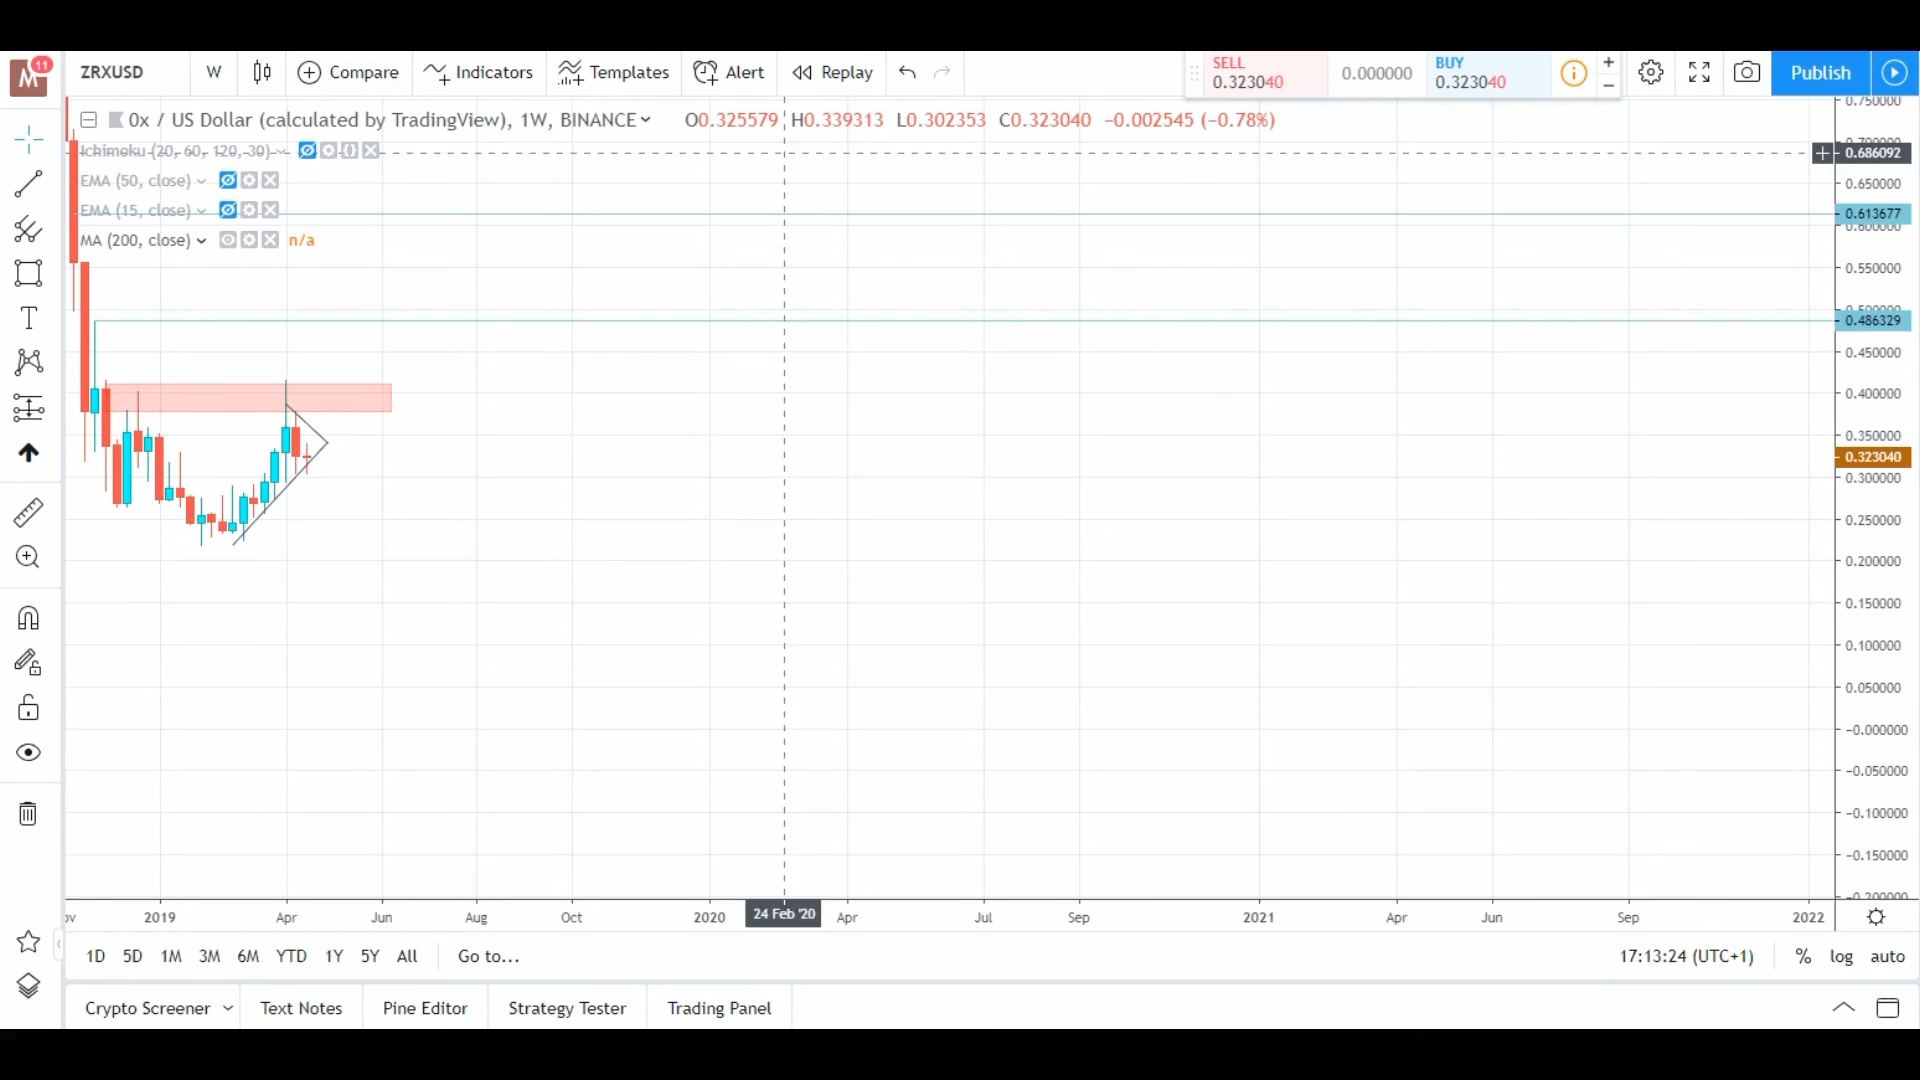 M 11 ZRXUSD W Compare Indicators Templates Alert Replay SELL 0.323040 0.000000 BUY 0.323040 Publish
0x / US Dollar (calculated by TradingView), 1W, BINANCE O0.325579 H0.339313 L0.302353 C0.323040 −0.002545 (−0.78%)
Ichimoku (20, 60, 120, 30)
EMA (50, close)
EMA (15, close)
MA (200, close) n/a
0.750000
0.686092
0.650000
0.613677
0.600000
0.550000
0.486329
0.450000
0.400000
0.350000
0.323040
0.300000
0.250000
0.200000
0.150000
0.100000
0.050000
−0.000000
−0.050000
−0.100000
−0.150000
−0.200000
2019 Apr Jun Aug Oct 2020 24 Feb '20 Apr Jul Sep 2021 Apr Jun Sep 2022
1D 5D 1M 3M 6M YTD 1Y 5Y All Go to... 17:13:24 (UTC+1) % log auto
Crypto Screener Text Notes Pine Editor Strategy Tester Trading Panel